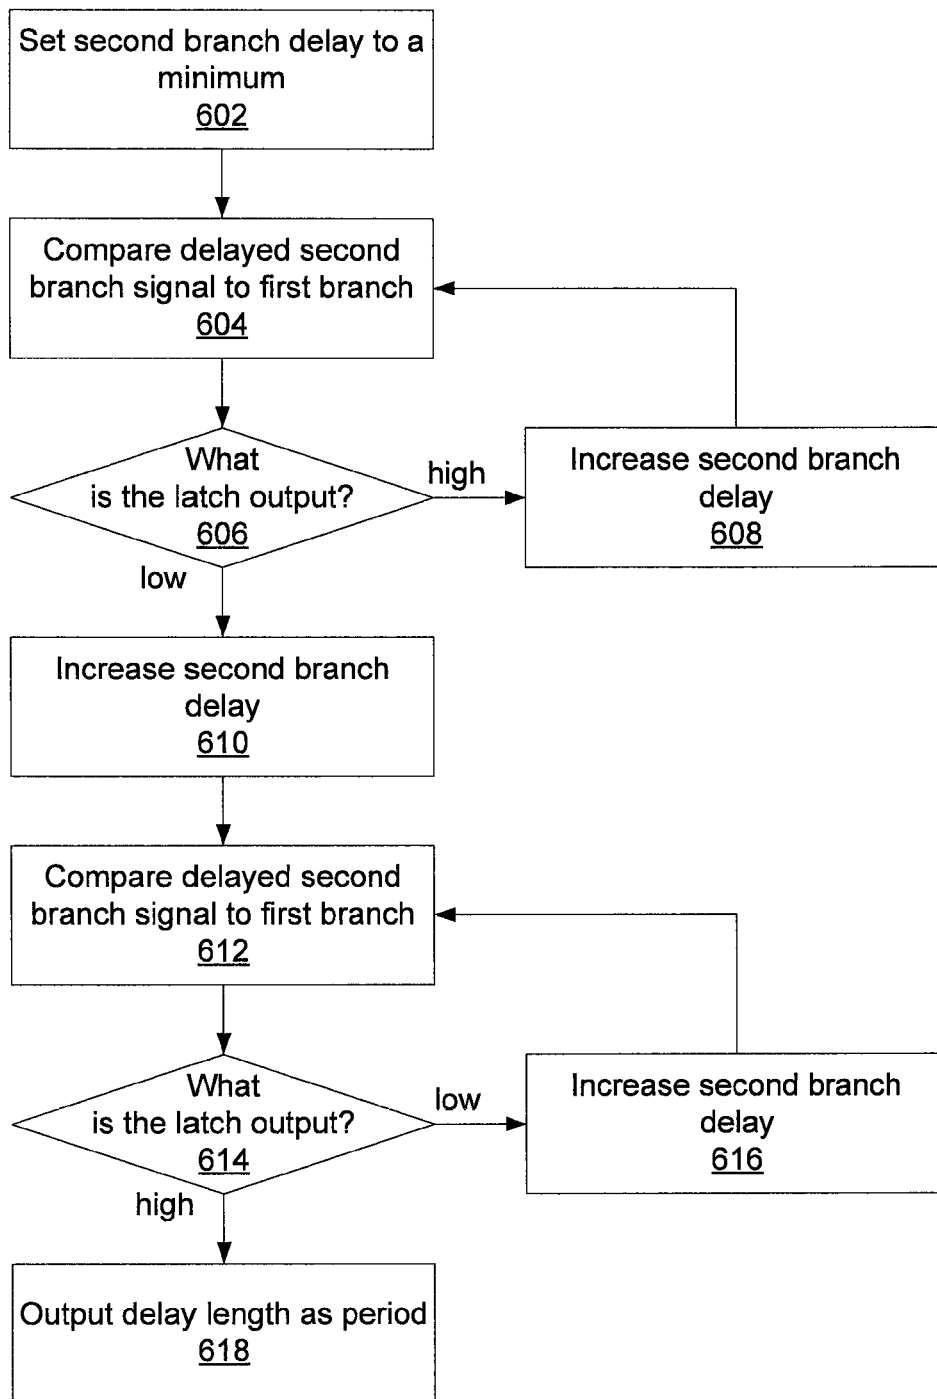 Set second branch delay to a
minimum
602
Compare delayed second
branch signal to first branch
604
What
is the latch output?
606
high
Increase second branch
delay
608
low
Increase second branch
delay
610
Compare delayed second
branch signal to first branch
612
What
is the latch output?
614
low
Increase second branch
delay
616
high
Output delay length as period
618